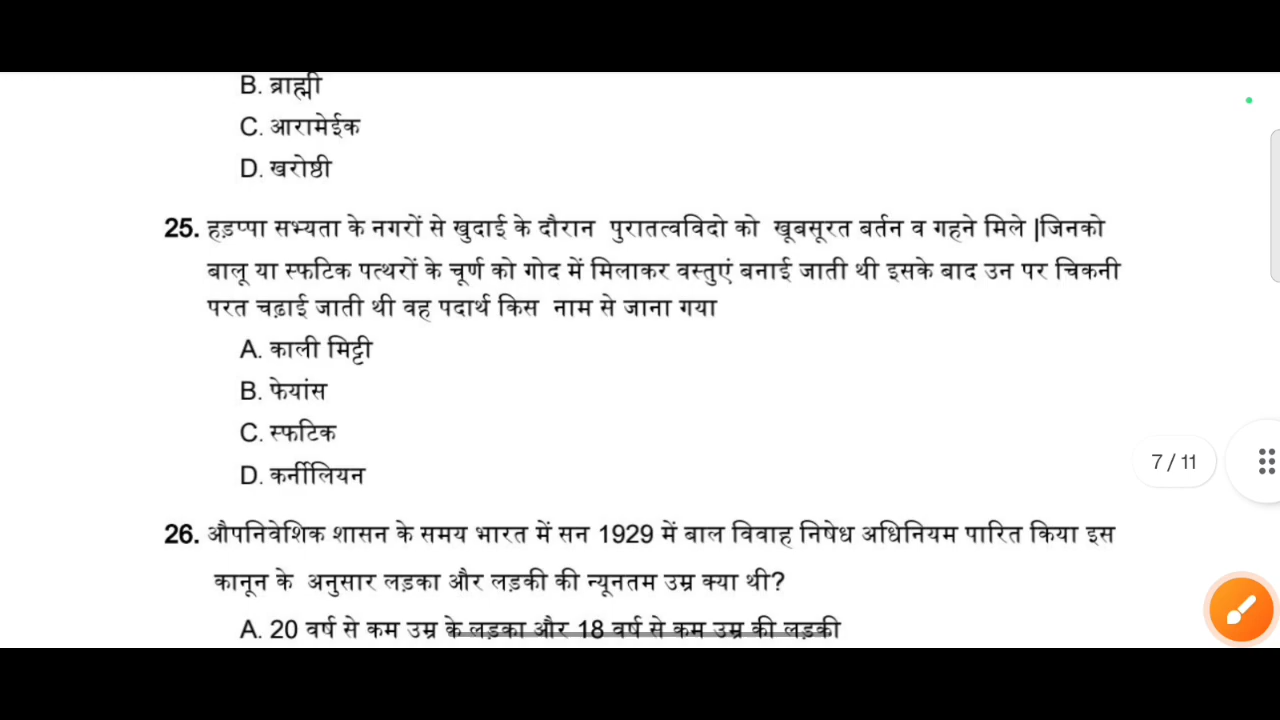 B. ब्राह्मी
C. आरामेईक
D. खरोष्ठी
25. हड़प्पा सभ्यता के नगरों से खुदाई के दौरान पुरातत्वविदो को खूबसूरत बर्तन व गहने मिले |जिनको
बालू या स्फटिक पत्थरों के चूर्ण को गोद में मिलाकर वस्तुएं बनाई जाती थी इसके बाद उन पर चिकनी
परत चढ़ाई जाती थी वह पदार्थ किस नाम से जाना गया
A. काली मिट्टी
B. फेयांस
C. स्फटिक
D. कर्नीलियन
7 / 11
26. औपनिवेशिक शासन के समय भारत में सन 1929 में बाल विवाह निषेध अधिनियम पारित किया इस
कानून के अनुसार लड़का और लड़की की न्यूनतम उम्र क्या थी?
A. 20 वर्ष से कम उम्र के लड़का और 18 वर्ष से कम उम्र की लड़की